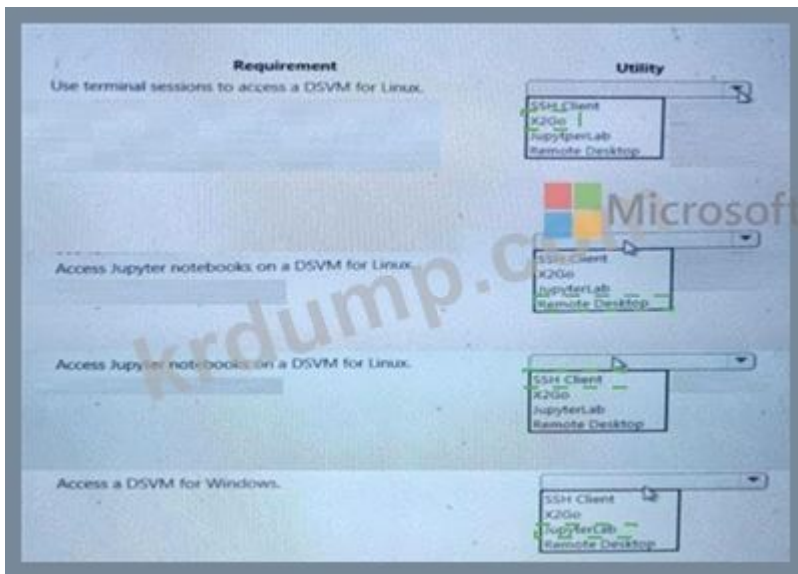 Requirement
Utility
Use terminal sessions to access a DSVM for Linux.
SSH Client
X2Go
JupytperLab
Remote Desktop
Microsoft
krdump.com
Access Jupyter notebooks on a DSVM for Linux.
SSH Client
X2Go
JupyterLab
Remote Desktop
Access Jupyter notebooks on a DSVM for Linux.
SSH Client
X2Go
JupyterLab
Remote Desktop
Access a DSVM for Windows.
SSH Client
X2Go
JupyterLab
Remote Desktop